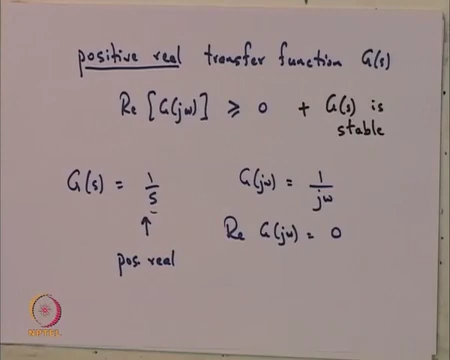 positive real transfer function G(s)
Re [G(jω)] ≥ 0 + G(s) is stable
G(s) = 1/s G(jω) = 1/jω
↑ Re G(jω) = 0
pos. real
NPTEL